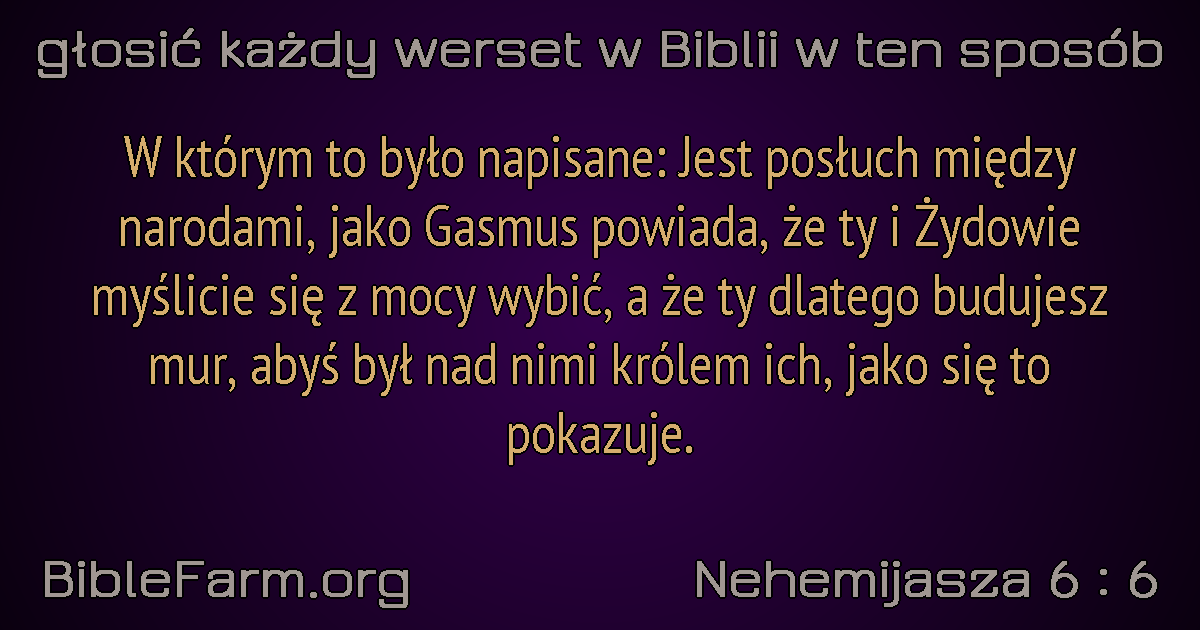 głosić każdy werset w Biblii w ten sposób
W którym to było napisane: Jest posłuch między
narodami, jako Gasmus powiada, że ty i Żydowie
myślicie się z mocy wybić, a że ty dlatego budujesz
mur, abyś był nad nimi królem ich, jako się to
pokazuje.
BibleFarm.org
Nehemijasza 6 : 6